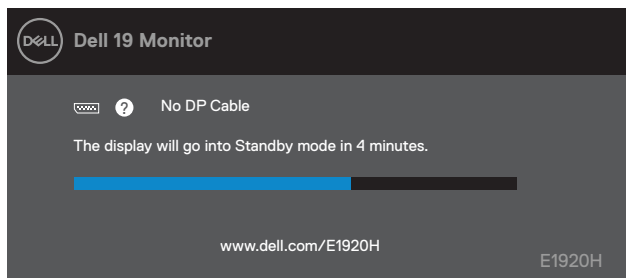 DELL Dell 19 Monitor
? No DP Cable
The display will go into Standby mode in 4 minutes.
www.dell.com/E1920H
E1920H